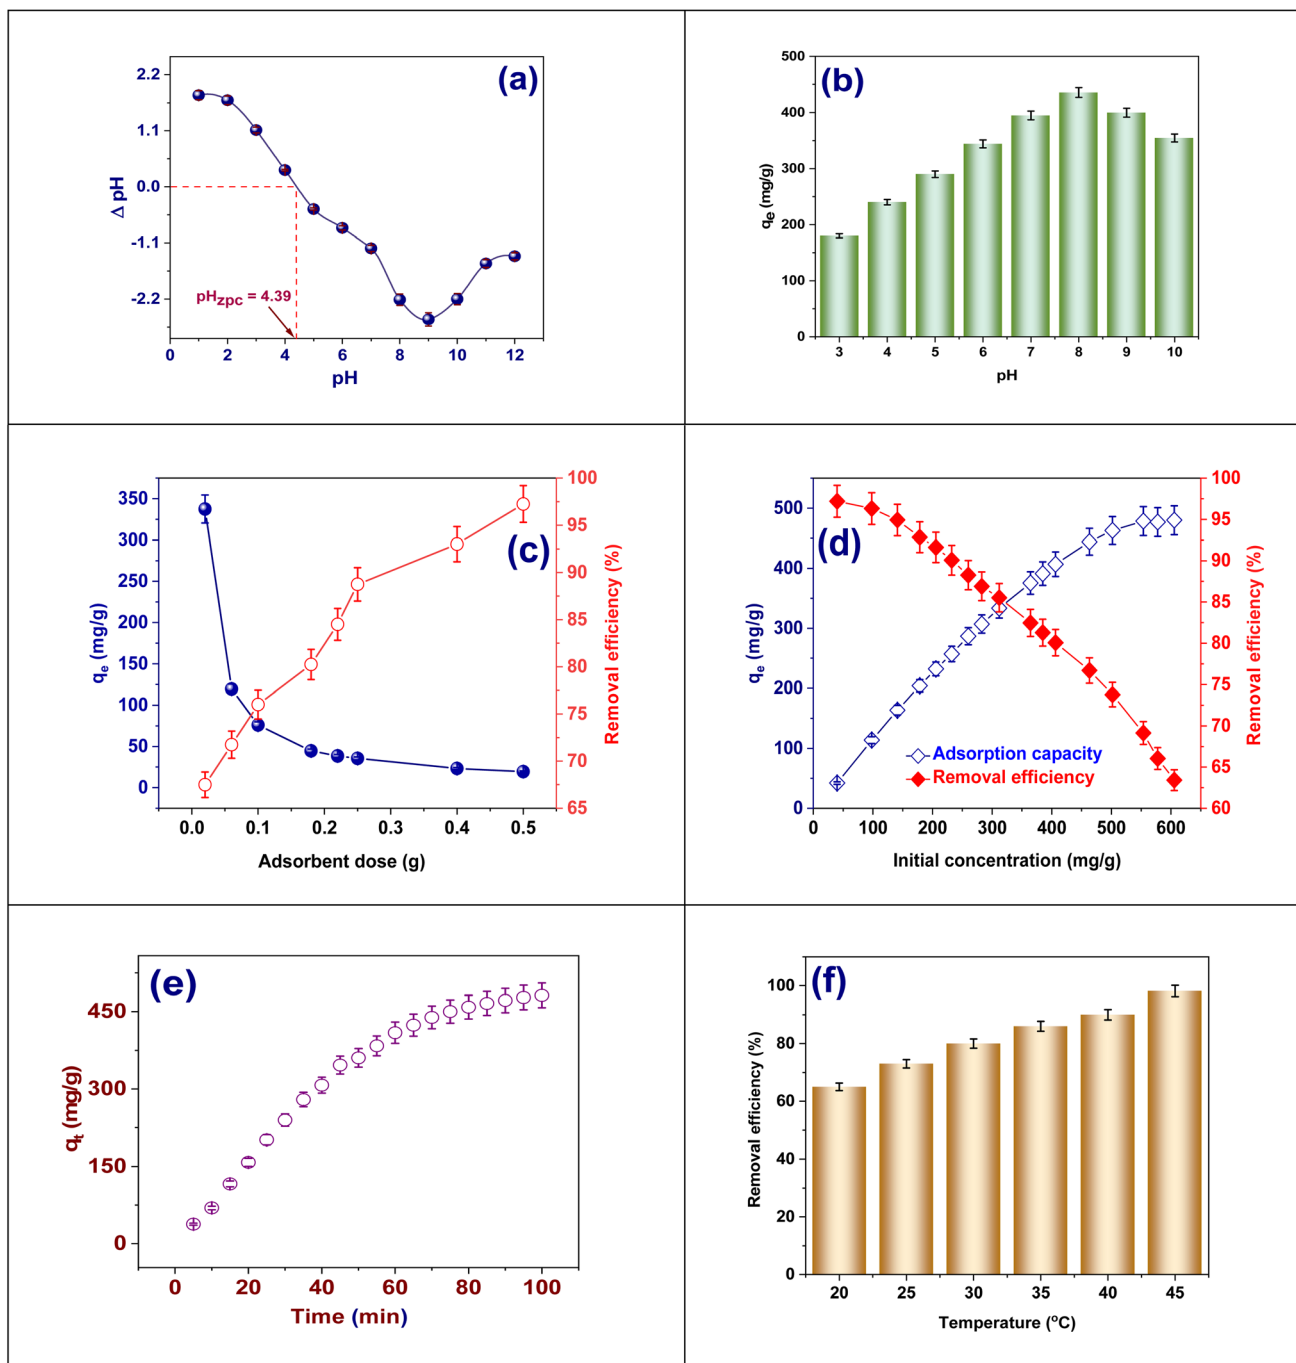 (a)
2.2
1.1
0.0
-1.1
-2.2
Δ pH
pHzpc = 4.39
0 2 4 6 8 10 12
pH
(b)
500
400
300
200
100
0
qe (mg/g)
3 4 5 6 7 8 9 10
pH
(c)
350
300
250
200
150
100
50
0
qe (mg/g)
100
95
90
85
80
75
70
65
Removal efficiency (%)
0.0 0.1 0.2 0.3 0.4 0.5
Adsorbent dose (g)
(d)
500
400
300
200
100
0
qe (mg/g)
100
95
90
85
80
75
70
65
60
Removal efficiency (%)
Adsorption capacity
Removal efficiency
0 100 200 300 400 500 600
Initial concentration (mg/g)
(e)
450
300
150
0
qt (mg/g)
0 20 40 60 80 100
Time (min)
(f)
100
80
60
40
20
0
Removal efficiency (%)
20 25 30 35 40 45
Temperature (°C)